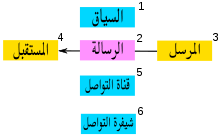 1 السياق
3 المرسل 2 الرسالة 4 المستقبل
5 قناة التواصل
6 شيفرة التواصل